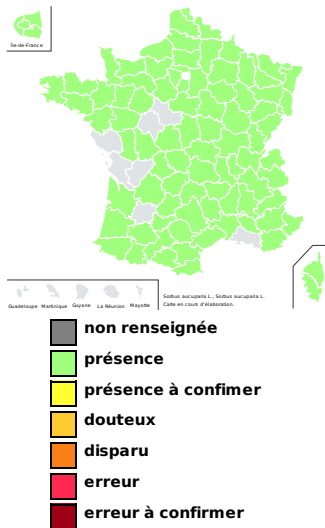 Île-de-France
Guadeloupe Martinique Guyane La Réunion Mayotte
Sorbus aucuparia L., Sorbus aucuparia L.
Carte en cours d'élaboration.
non renseignée
présence
présence à confimer
douteux
disparu
erreur
erreur à confirmer